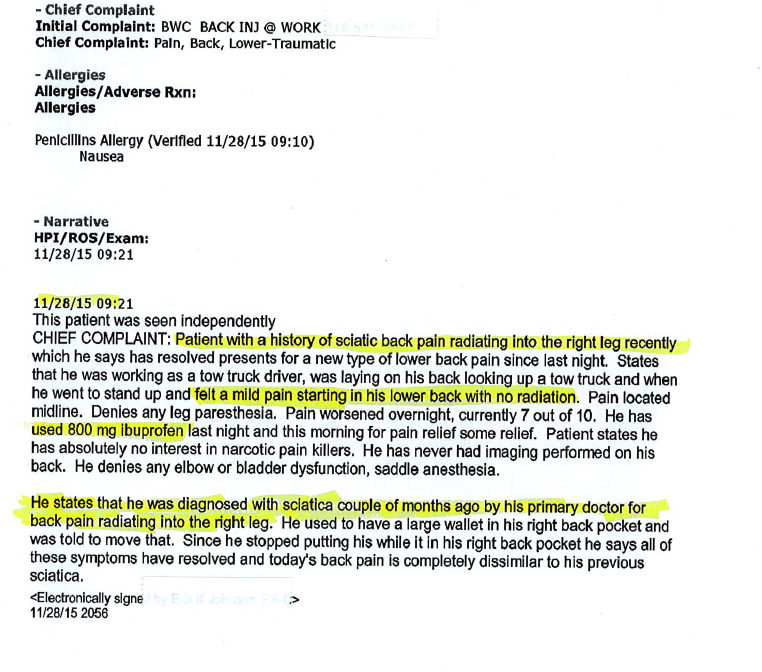 - Chief Complaint
Initial Complaint: BWC BACK INJ @ WORK
Chief Complaint: Pain, Back, Lower-Traumatic
- Allergies
Allergies/Adverse Rxn:
Allergies
Penicillins Allergy (Verified 11/28/15 09:10)
Nausea
- Narrative
HPI/ROS/Exam:
11/28/15 09:21
11/28/15 09:21
This patient was seen independently
CHIEF COMPLAINT: Patient with a history of sciatic back pain radiating into the right leg recently
which he says has resolved presents for a new type of lower back pain since last night. States
that he was working as a tow truck driver, was laying on his back looking up a tow truck and when
he went to stand up and felt a mild pain starting in his lower back with no radiation. Pain located
midline. Denies any leg paresthesia. Pain worsened overnight, currently 7 out of 10. He has
used 800 mg ibuprofen last night and this morning for pain relief some relief. Patient states he
has absolutely no interest in narcotic pain killers. He has never had imaging performed on his
back. He denies any elbow or bladder dysfunction, saddle anesthesia.
He states that he was diagnosed with sciatica couple of months ago by his primary doctor for
back pain radiating into the right leg. He used to have a large wallet in his right back pocket and
was told to move that. Since he stopped putting his while it in his right back pocket he says all of
these symptoms have resolved and today's back pain is completely dissimilar to his previous
sciatica.
<Electronically signe >
11/28/15 2056